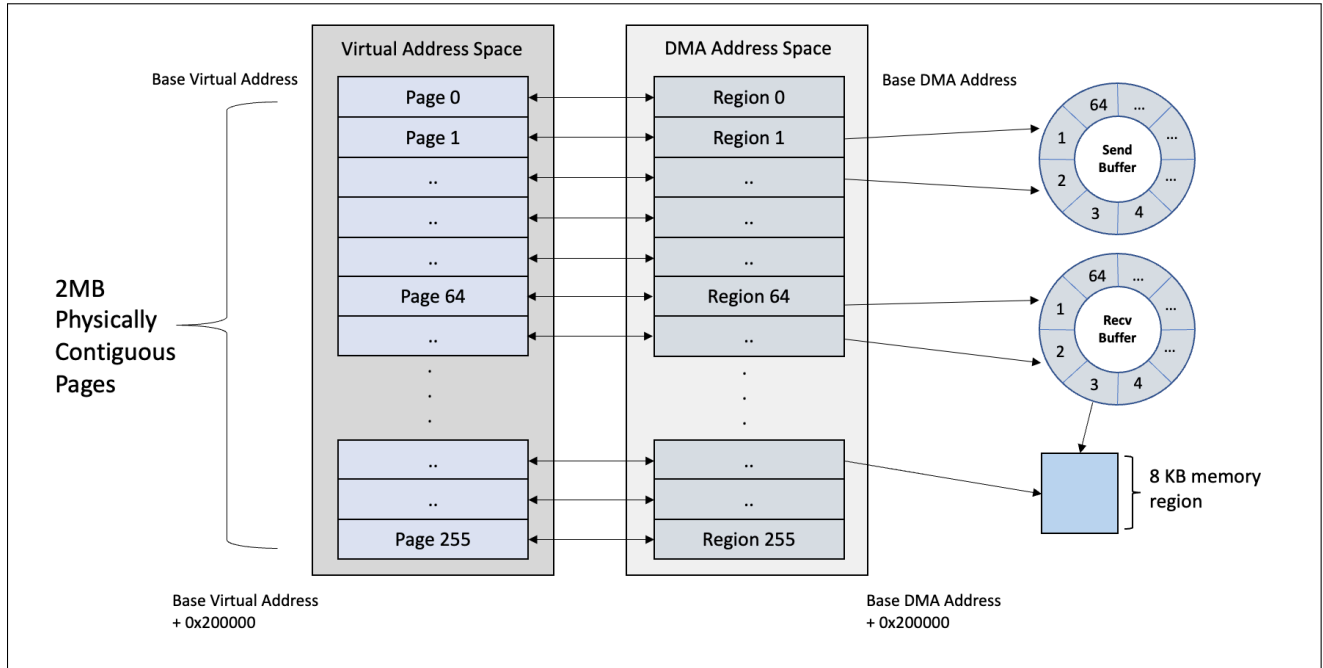 Virtual Address Space
DMA Address Space
Base Virtual Address
Base DMA Address
Page 0
Region 0
Page 1
Region 1
..
..
..
..
..
..
Page 64
Region 64
..
..
.
.
.
.
.
.
..
..
..
..
Page 255
Region 255
2MB
Physically
Contiguous
Pages
64
...
...
...
1
2
3
4
Send
Buffer
64
...
...
...
1
2
3
4
Recv
Buffer
8 KB memory
region
Base Virtual Address
+ 0x200000
Base DMA Address
+ 0x200000